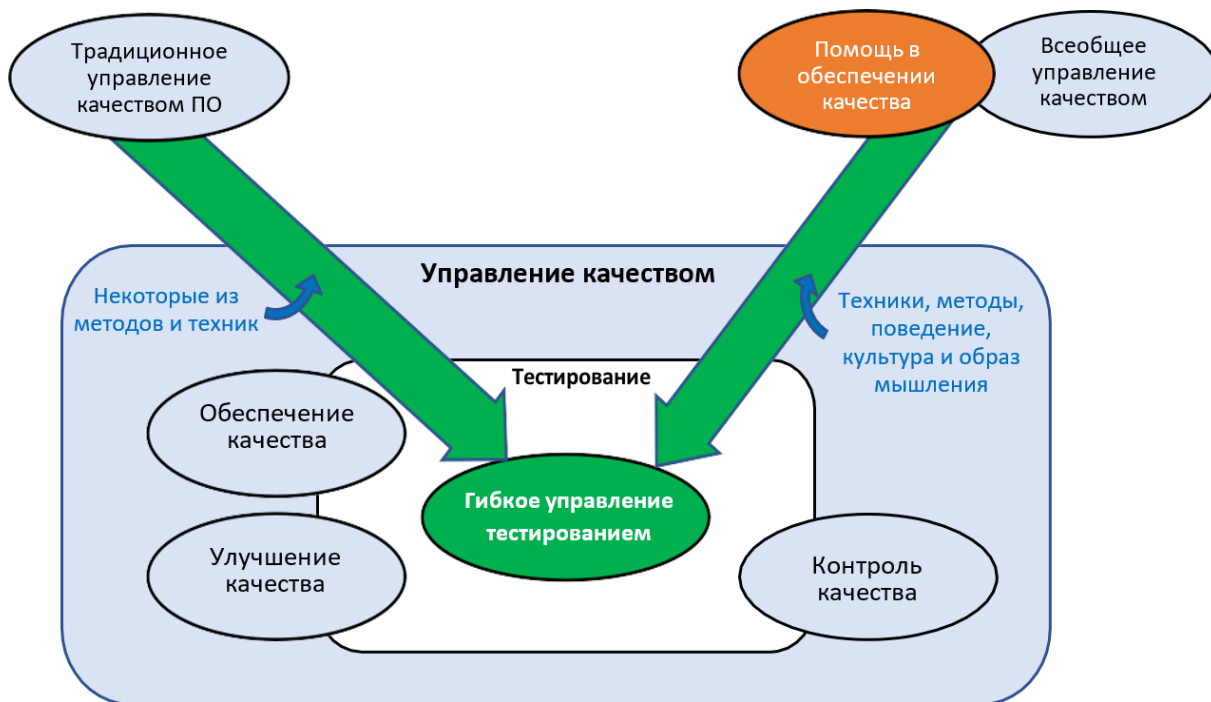 Традиционное
управление
качеством ПО
Помощь в
обеспечении
качества
Всеобщее
управление
качеством
Управление качеством
Некоторые из
методов и техник
Техники, методы,
поведение,
культура и образ
мышления
Тестирование
Обеспечение
качества
Гибкое управление
тестированием
Улучшение
качества
Контроль
качества